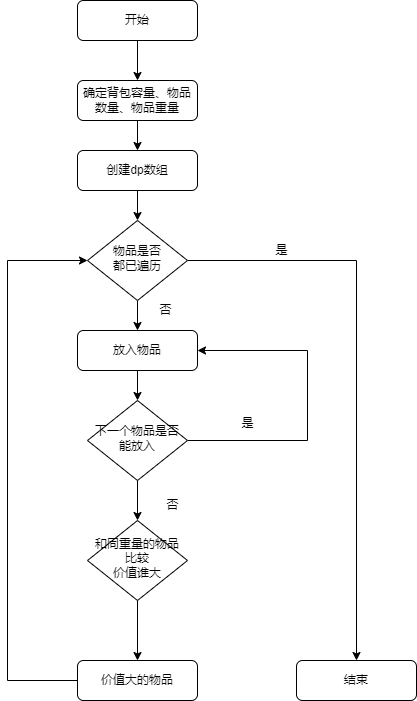 开始
确定背包容量、物品
数量、物品重量
创建dp数组
物品是否
都已遍历
是
否
放入物品
下一个物品是否
能放入
是
否
和同重量的物品
比较
价值谁大
价值大的物品
结束